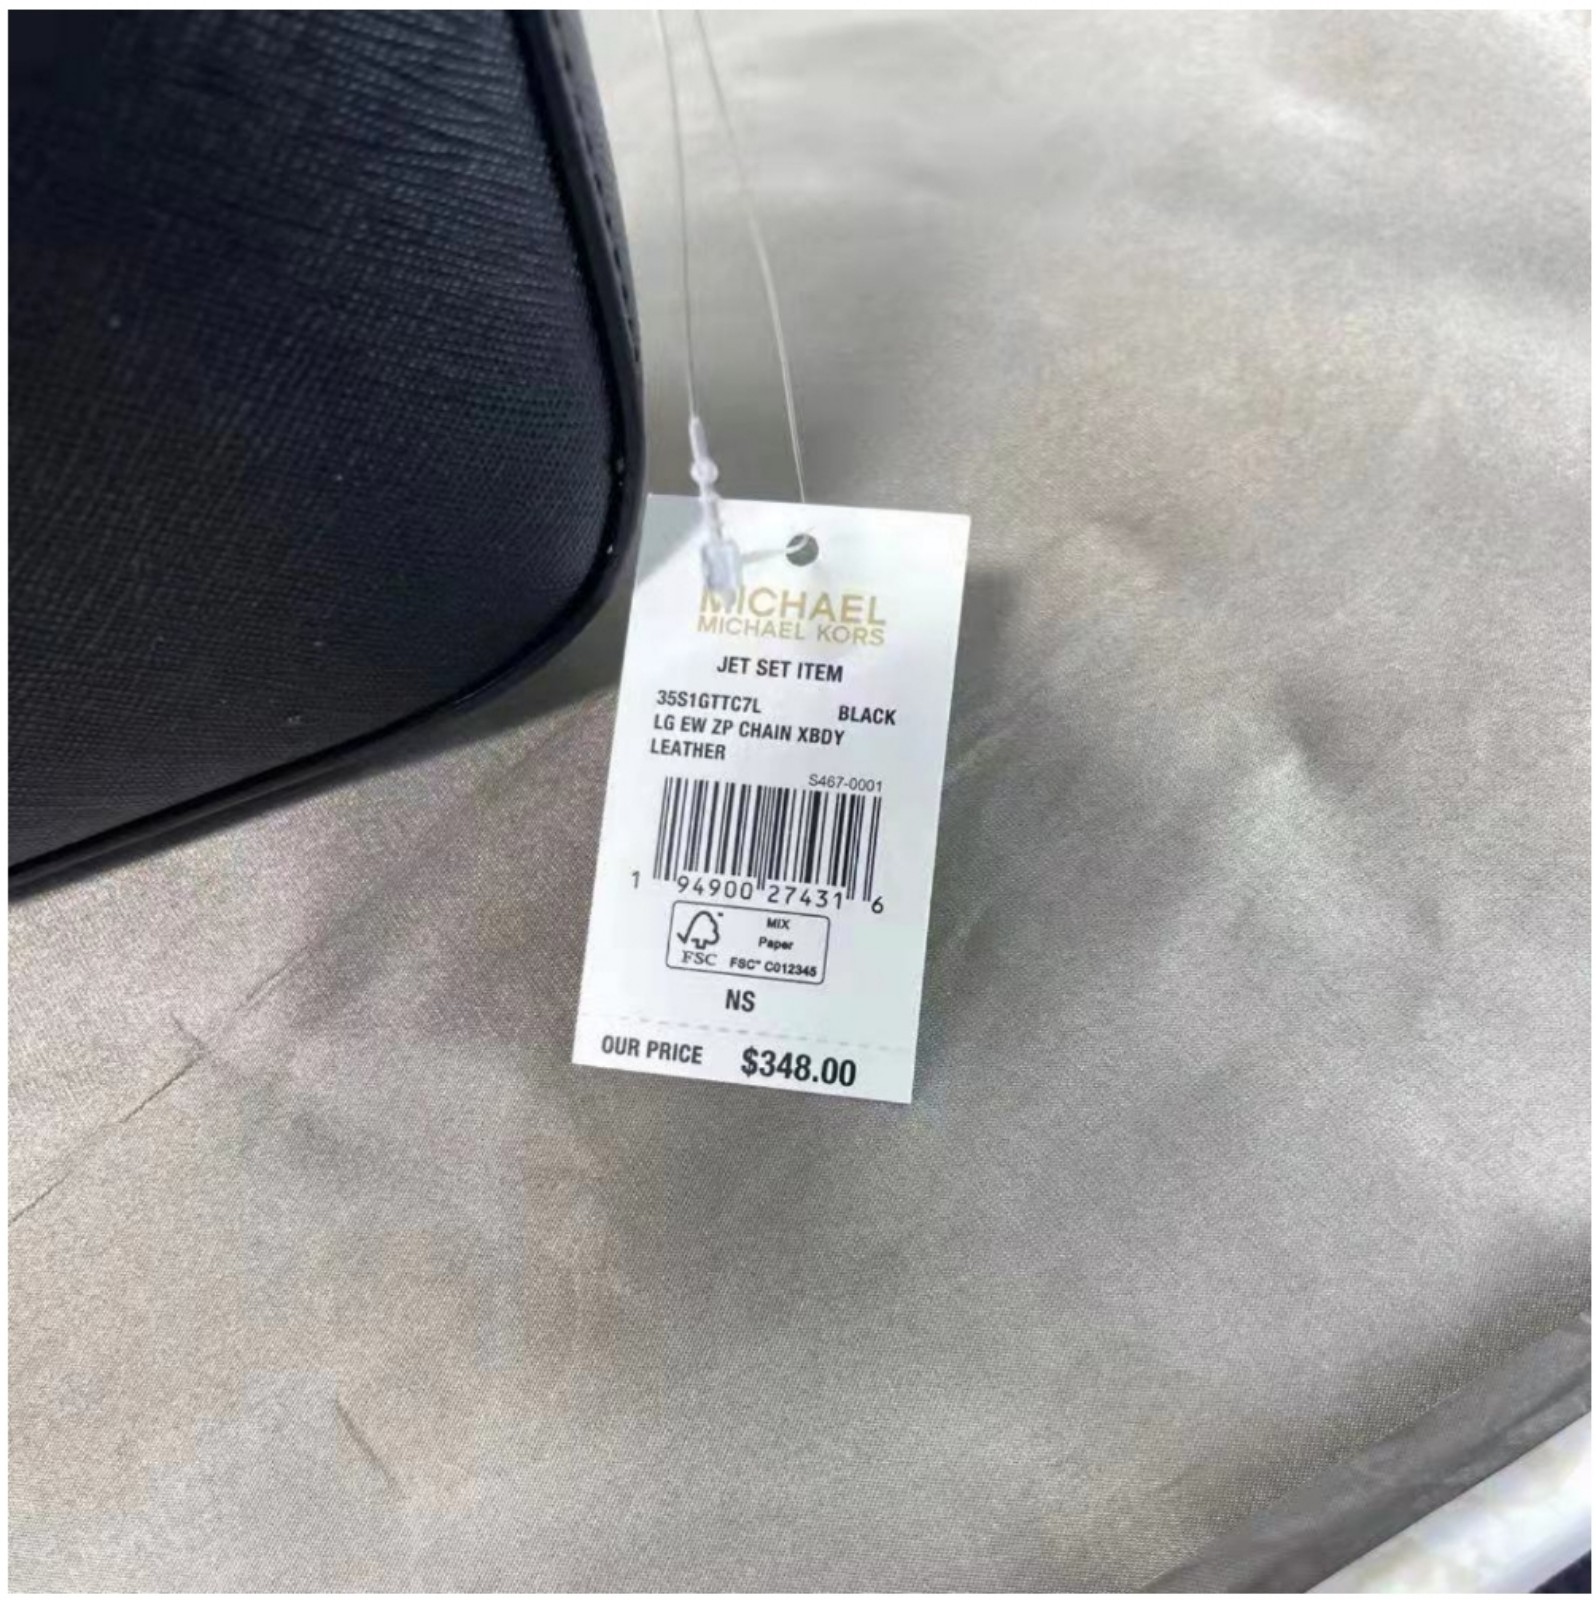 MICHAEL
MICHAEL KORS
JET SET ITEM
35S1GTTC7L BLACK
LG EW ZP CHAIN XBDY
LEATHER
S467-0001
1 94900 27431 6
MIX
Paper
FSC™ C012345
FSC
NS
OUR PRICE $348.00